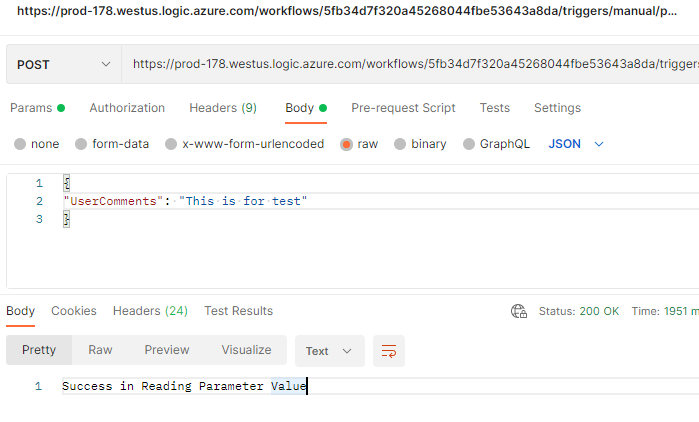 https://prod-178.westus.logic.azure.com/workflows/5fb34d7f320a45268044fbe53643a8da/triggers/manual/p...
POST https://prod-178.westus.logic.azure.com/workflows/5fb34d7f320a45268044fbe53643a8da/triggers
Params Authorization Headers (9) Body Pre-request Script Tests Settings
none form-data x-www-form-urlencoded raw binary GraphQL JSON
1 {
2 "UserComments": "This is for test"
3 }
Body Cookies Headers (24) Test Results Status: 200 OK Time: 1951 m
Pretty Raw Preview Visualize Text
1 Success in Reading Parameter Value